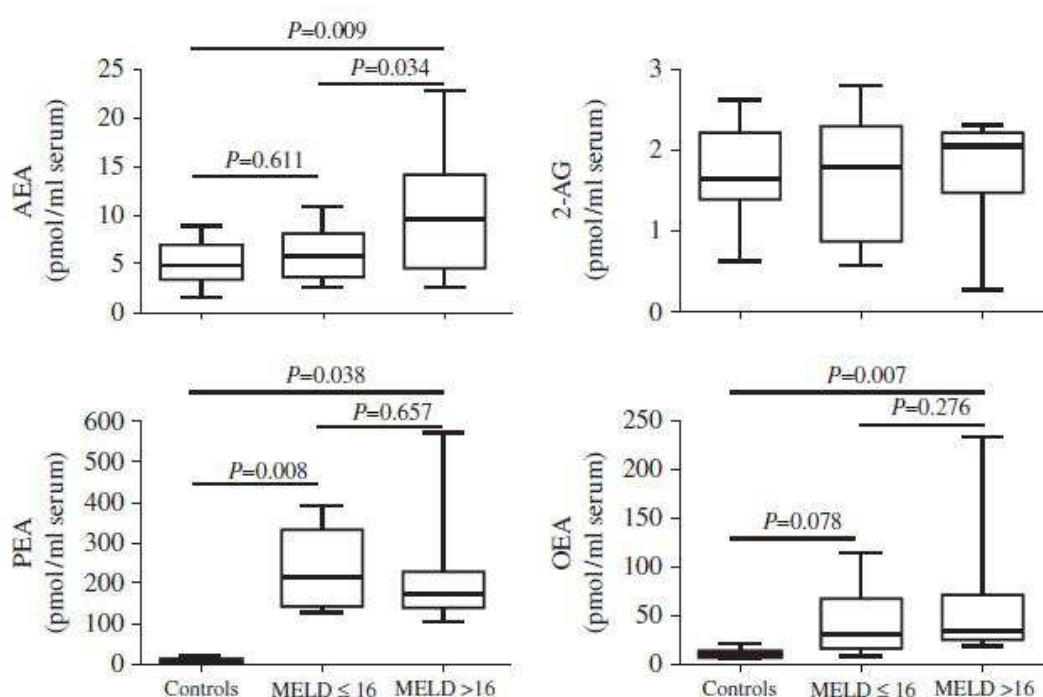 P=0.009
P=0.034
P=0.611
AEA
(pmol/ml serum)
25
20
15
10
5
0
2-AG
(pmol/ml serum)
3
2
1
0
P=0.038
P=0.657
P=0.008
PEA
(pmol/ml serum)
600
500
400
300
200
100
0
Controls MELD ≤ 16 MELD >16
P=0.007
P=0.276
P=0.078
OEA
(pmol/ml serum)
250
200
150
100
50
0
Controls MELD ≤ 16 MELD >16